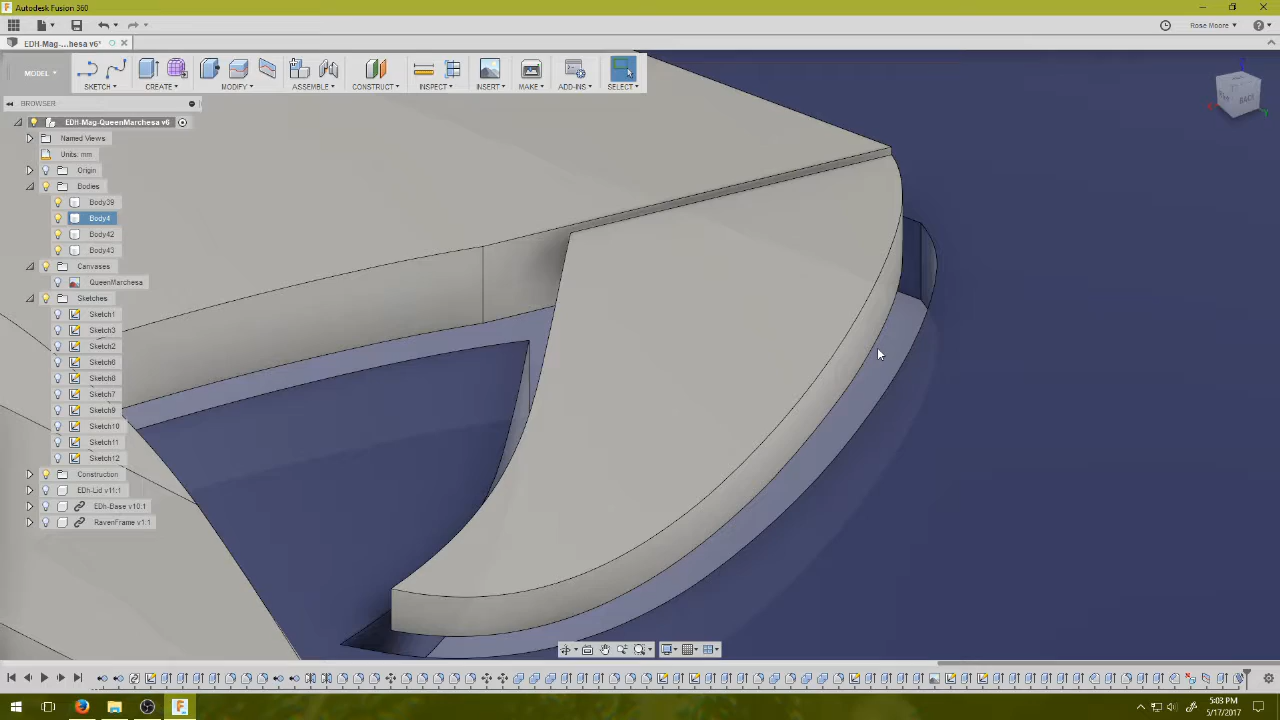 Autodesk Fusion 360
Rose Moore
EDH-Mag-...hesa v6*
MODEL
SKETCH
CREATE
MODIFY
ASSEMBLE
CONSTRUCT
INSPECT
INSERT
MAKE
ADD-INS
SELECT
BACK
BROWSER
EDH-Mag-QueenMarchesa v6
Named Views
Units: mm
Origin
Bodies
Body39
Body4
Body42
Body43
Canvases
QueenMarchesa
Sketches
Sketch1
Sketch3
Sketch2
Sketch6
Sketch8
Sketch7
Sketch9
Sketch10
Sketch11
Sketch12
Construction
EDh-Lid v11:1
EDh-Base v10:1
RavenFrame v1:1
5:03 PM
5/17/2017